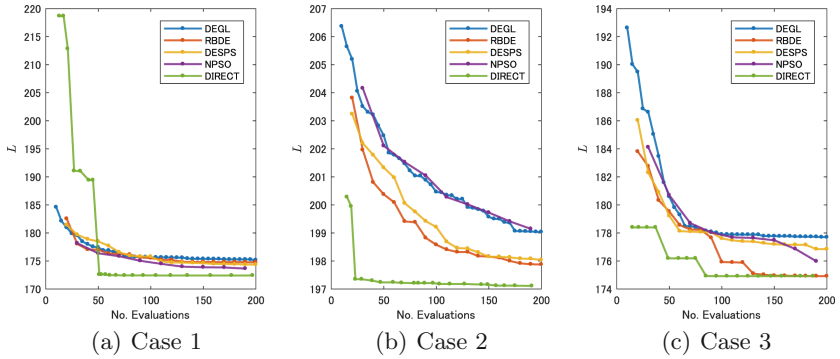 220
215
210
205
200
195
190
185
180
175
170
L
0
50
100
150
200
No. Evaluations
DEGL
RBDE
DESPS
NPSO
DIRECT
(a) Case 1
207
206
205
204
203
202
201
200
199
198
197
L
0
50
100
150
200
No. Evaluations
DEGL
RBDE
DESPS
NPSO
DIRECT
(b) Case 2
194
192
190
188
186
184
182
180
178
176
174
L
0
50
100
150
200
No. Evaluations
DEGL
RBDE
DESPS
NPSO
DIRECT
(c) Case 3